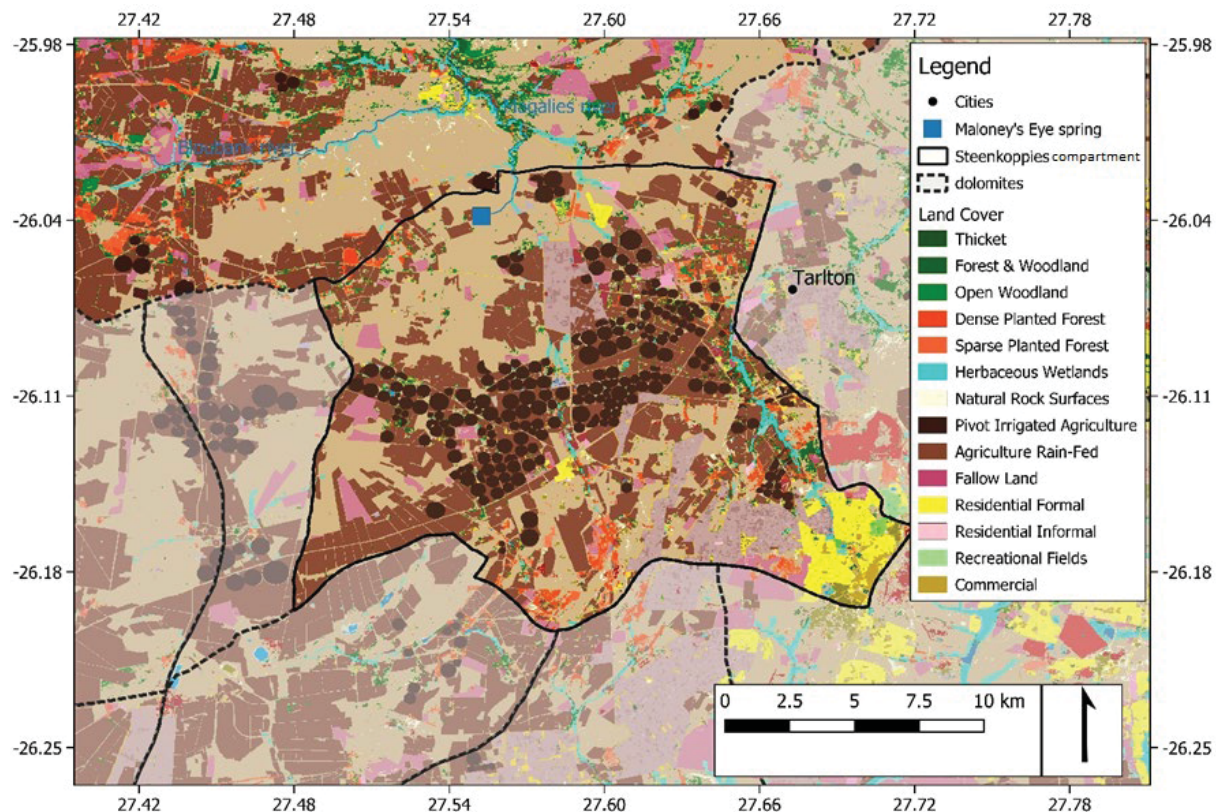 27.42 27.48 27.54 27.60 27.66 27.72 27.78
-25.98 -25.98
Legend
Cities
Maloney's Eye spring
Steenkoppies compartment
dolomites
Land Cover
Thicket
Forest & Woodland
Open Woodland
Dense Planted Forest
Sparse Planted Forest
Herbaceous Wetlands
Natural Rock Surfaces
Pivot Irrigated Agriculture
Agriculture Rain-Fed
Fallow Land
Residential Formal
Residential Informal
Recreational Fields
Commercial
Magalies river
river
-26.04 -26.04
Tarlton
-26.11 -26.11
-26.18 -26.18
0 2.5 5 7.5 10 km
-26.25 -26.25
27.42 27.48 27.54 27.60 27.66 27.72 27.78